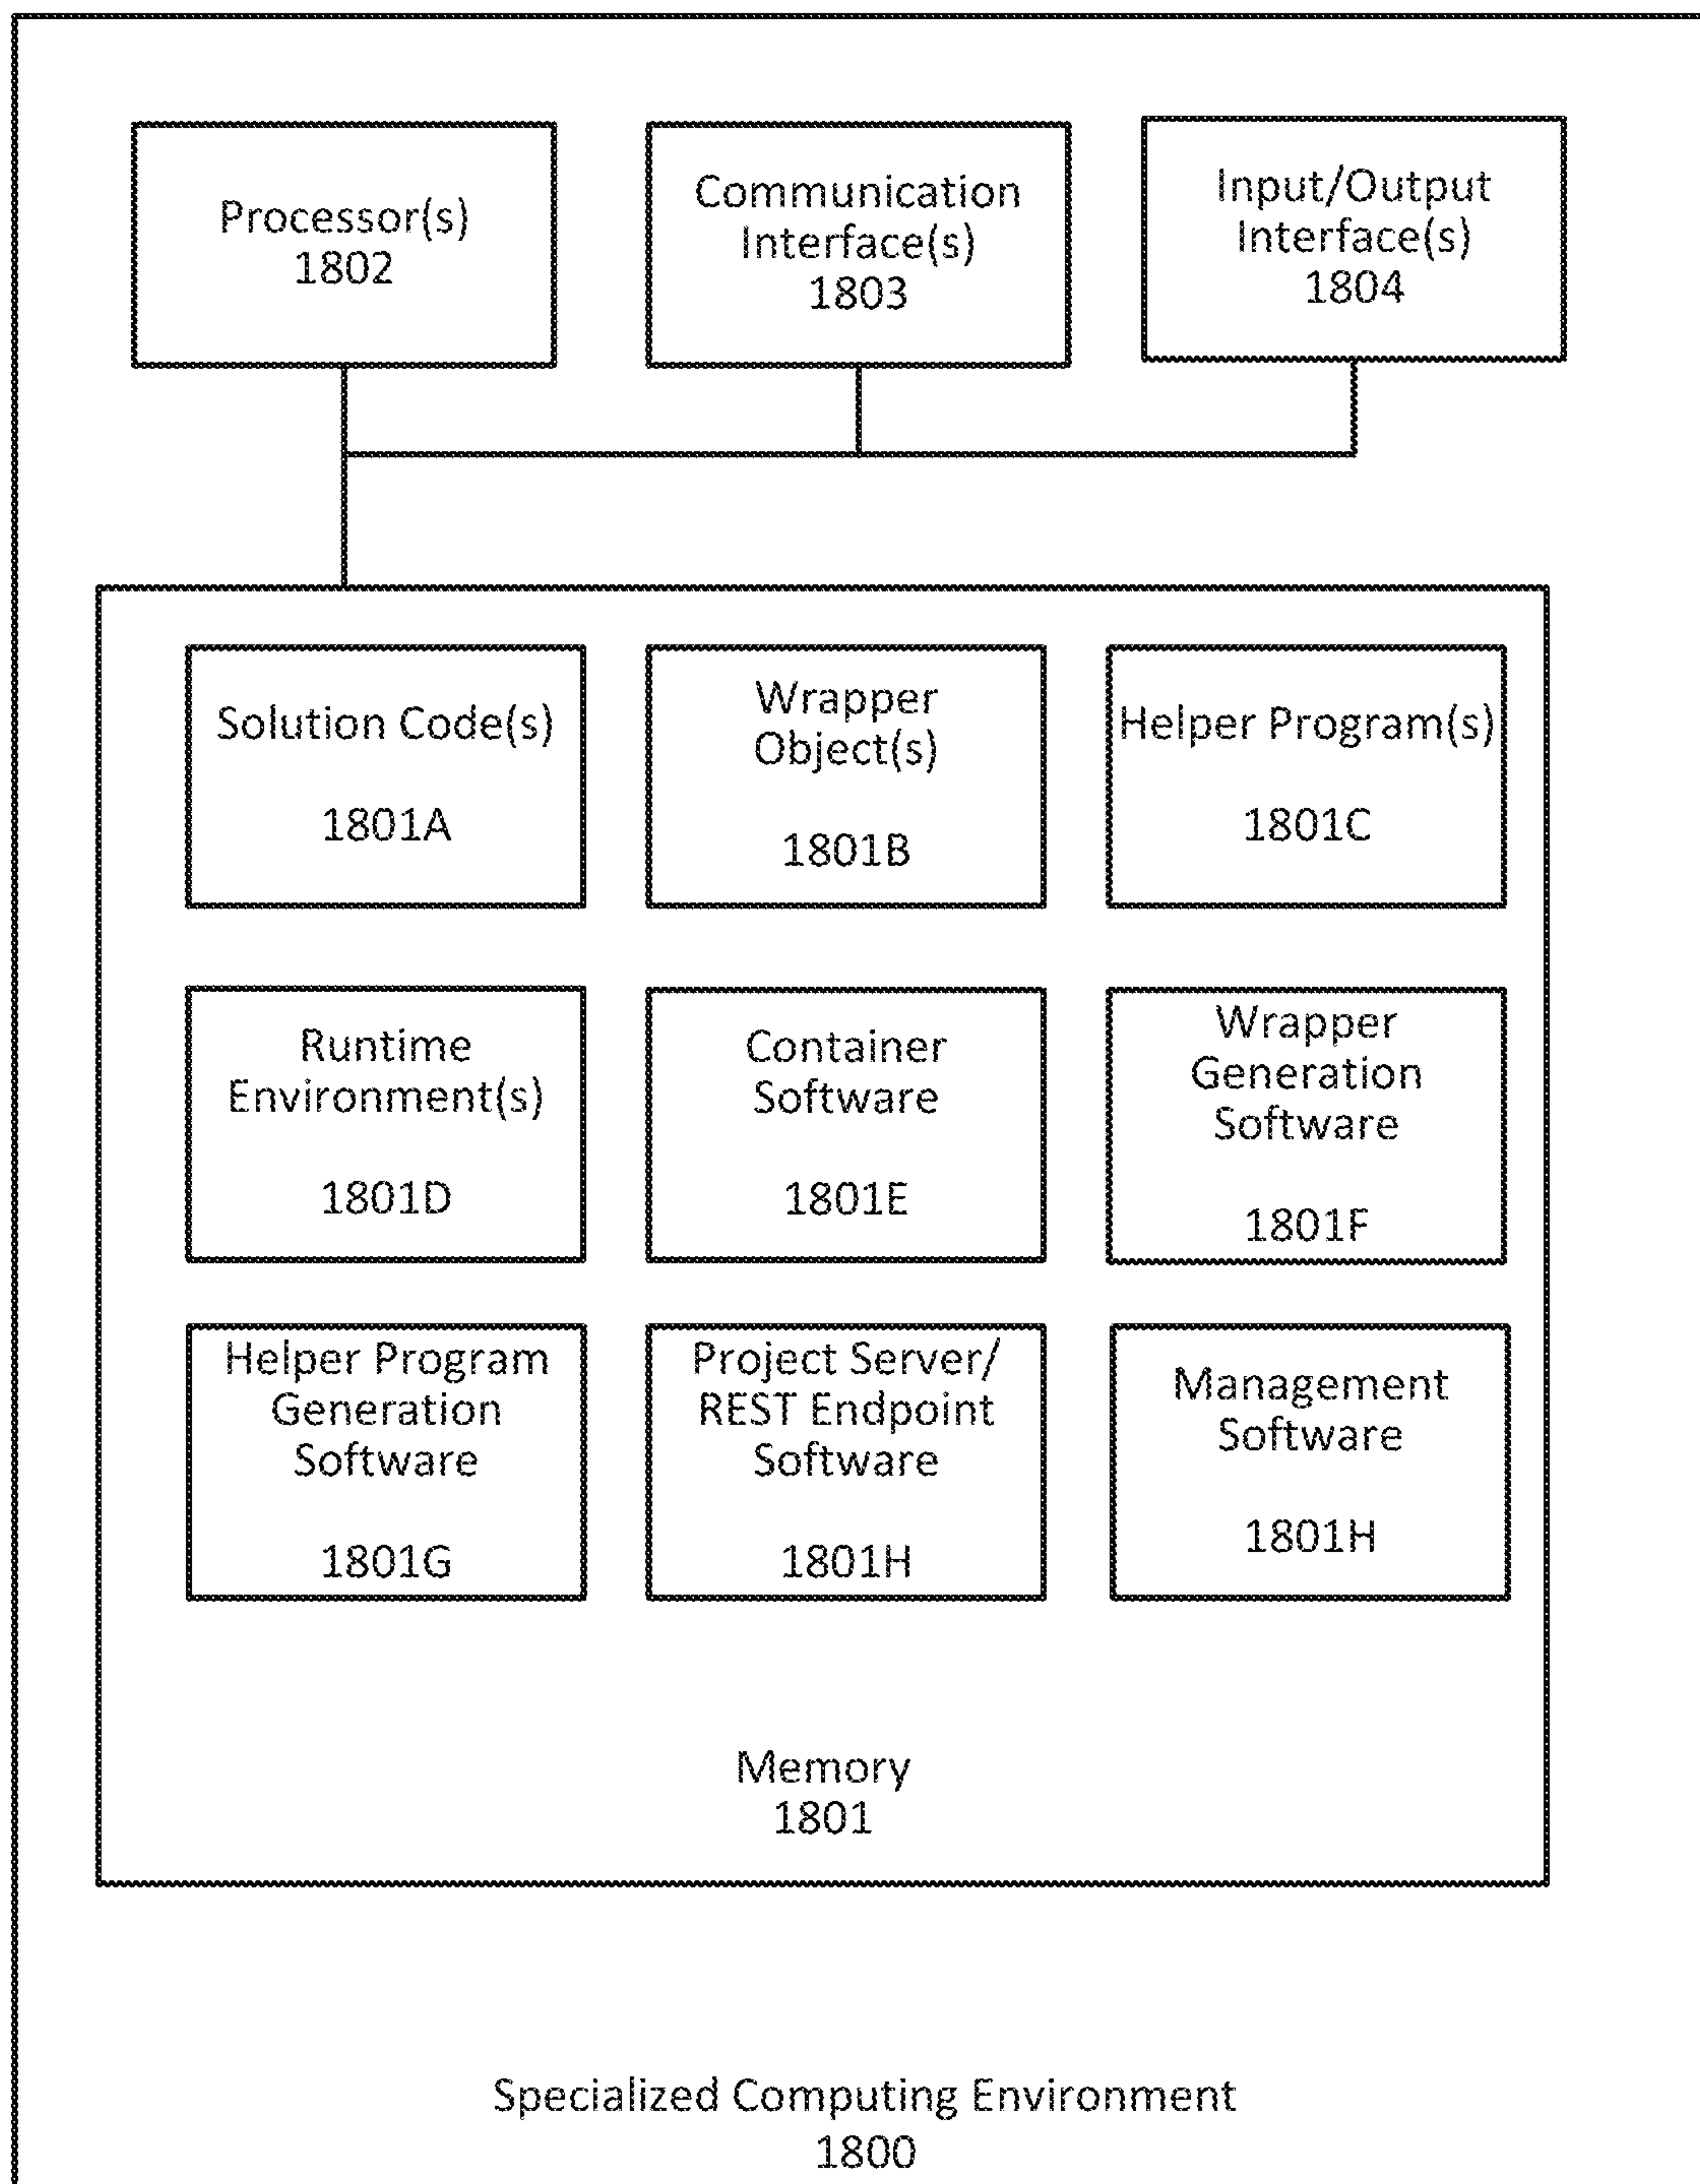 Processor(s)
1802
Communication
Interface(s)
1803
Input/Output
Interface(s)
1804
Solution Code(s)
1801A
Wrapper
Object(s)
1801B
Helper Program(s)
1801C
Runtime
Environment(s)
1801D
Container
Software
1801E
Wrapper
Generation
Software
1801F
Helper Program
Generation
Software
1801G
Project Server/
REST Endpoint
Software
1801H
Management
Software
1801H
Memory
1801
Specialized Computing Environment
1800